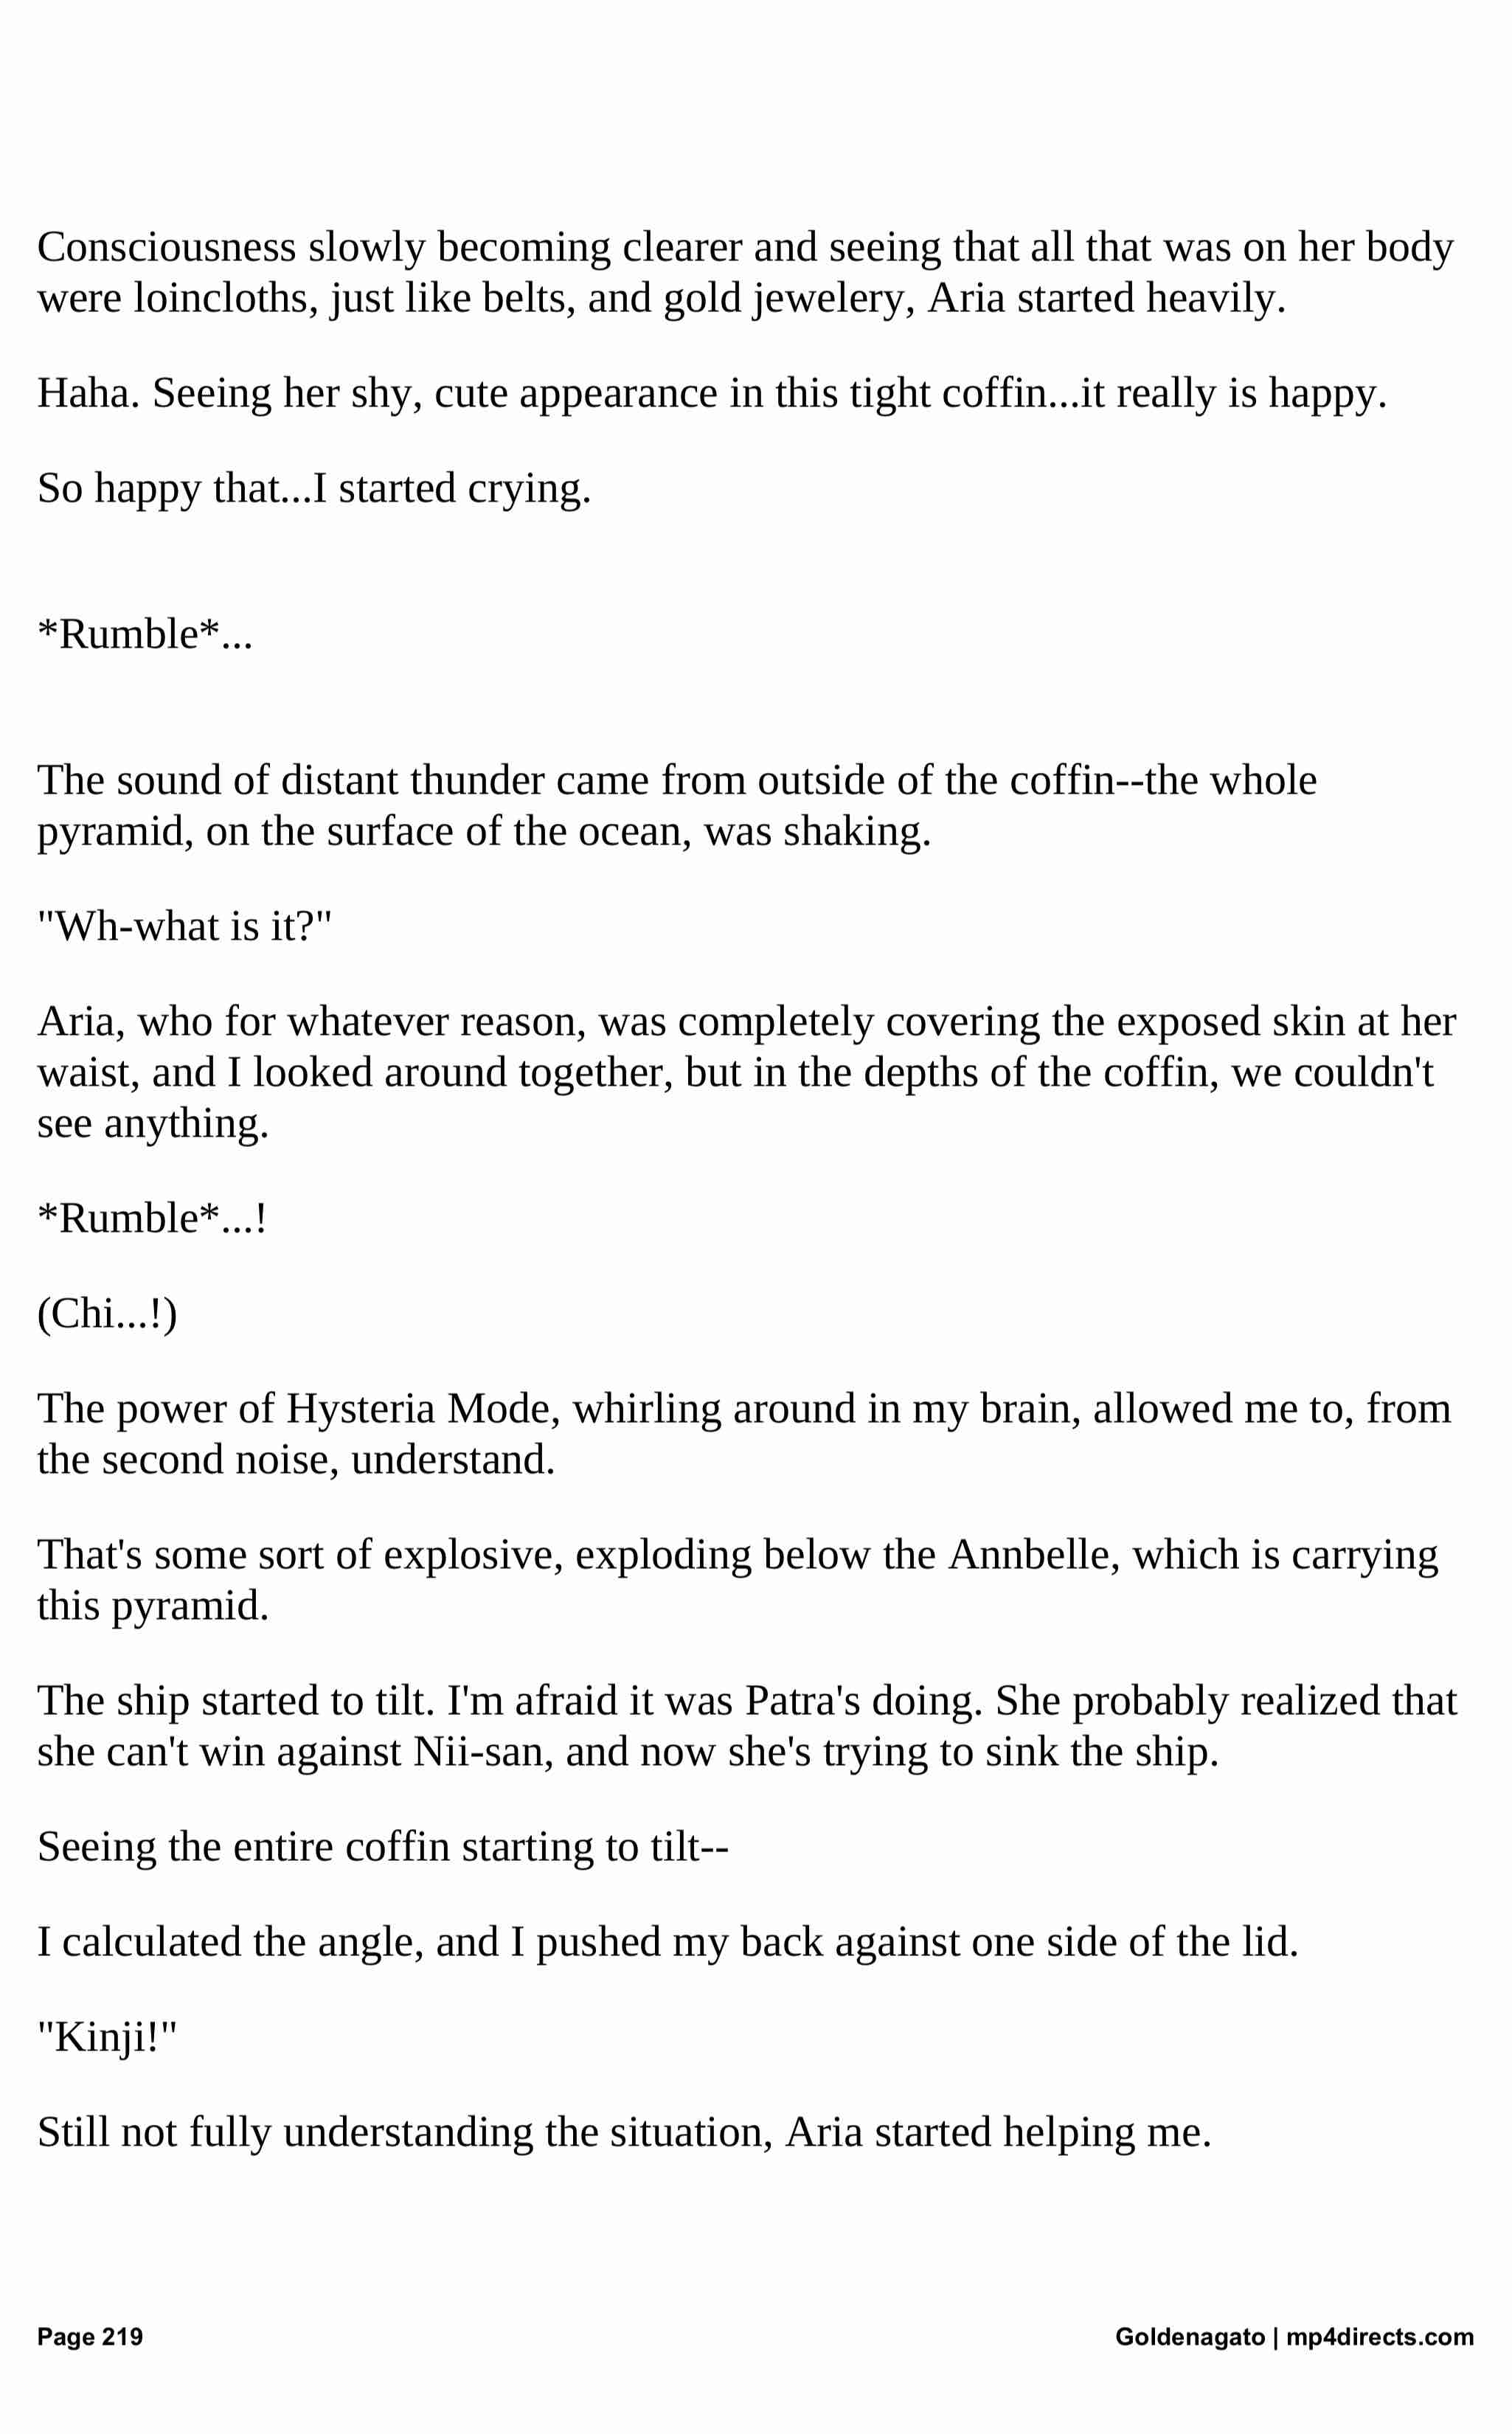 Consciousness slowly becoming clearer and seeing that all that was on her body
were loincloths, just like belts, and gold jewelery, Aria started heavily.
Haha. Seeing her shy, cute appearance in this tight coffin...it really is happy.
So happy that...I started crying.
*Rumble*...
The sound of distant thunder came from outside of the coffin--the whole
pyramid, on the surface of the ocean, was shaking.
"Wh-what is it?"
Aria, who for whatever reason, was completely covering the exposed skin at her
waist, and I looked around together, but in the depths of the coffin, we couldn't
see anything.
*Rumble*...!
(Chi...!)
The power of Hysteria Mode, whirling around in my brain, allowed me to, from
the second noise, understand.
That's some sort of explosive, exploding below the Annbelle, which is carrying
this pyramid.
The ship started to tilt. I'm afraid it was Patra's doing. She probably realized that
she can't win against Nii-san, and now she's trying to sink the ship.
Seeing the entire coffin starting to tilt--
I calculated the angle, and I pushed my back against one side of the lid.
"Kinji!"
Still not fully understanding the situation, Aria started helping me.
Page 219
Goldenagato | mp4directs.com